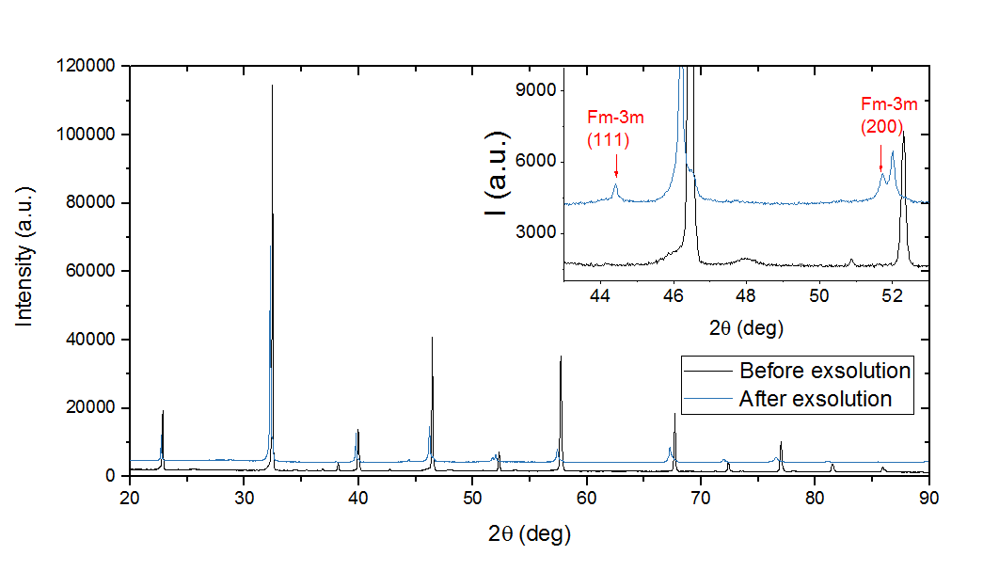 120000
100000
80000
60000
40000
20000
0
Intensity (a.u.)
20 30 40 50 60 70 80 90
2θ (deg)
9000
6000
3000
I (a.u.)
Fm-3m
(111)
Fm-3m
(200)
44 46 48 50 52
2θ (deg)
Before exsolution
After exsolution